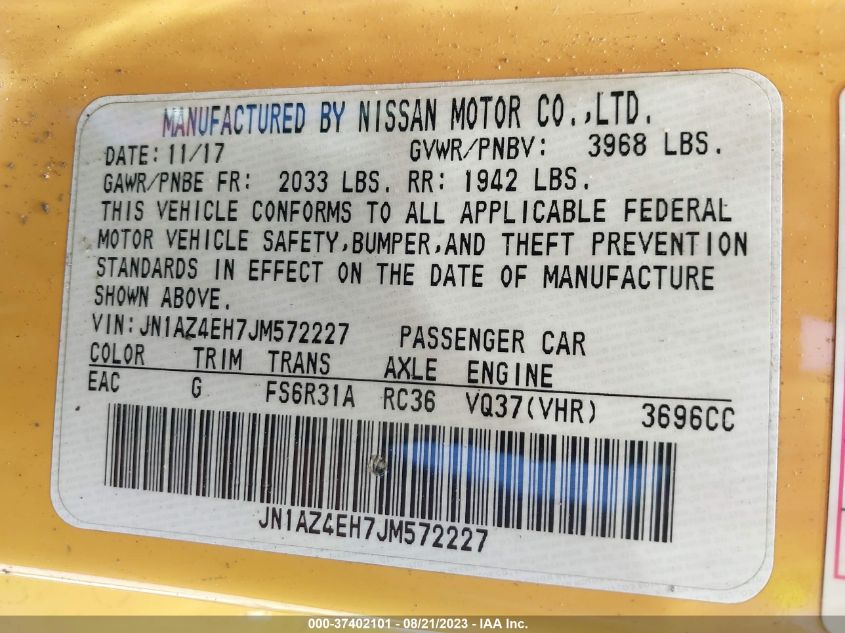 MANUFACTURED BY NISSAN MOTOR CO.,LTD.
DATE: 11/17 GVWR/PNBV: 3968 LBS.
GAWR/PNBE FR: 2033 LBS. RR: 1942 LBS.
THIS VEHICLE CONFORMS TO ALL APPLICABLE FEDERAL
MOTOR VEHICLE SAFETY,BUMPER,AND THEFT PREVENTION
STANDARDS IN EFFECT ON THE DATE OF MANUFACTURE
SHOWN ABOVE.
VIN: JN1AZ4EH7JM572227 PASSENGER CAR
COLOR TRIM TRANS AXLE ENGINE
EAC G FS6R31A RC36 VQ37(VHR) 3696CC
JN1AZ4EH7JM572227
000-37402101 - 08/21/2023 - IAA Inc.